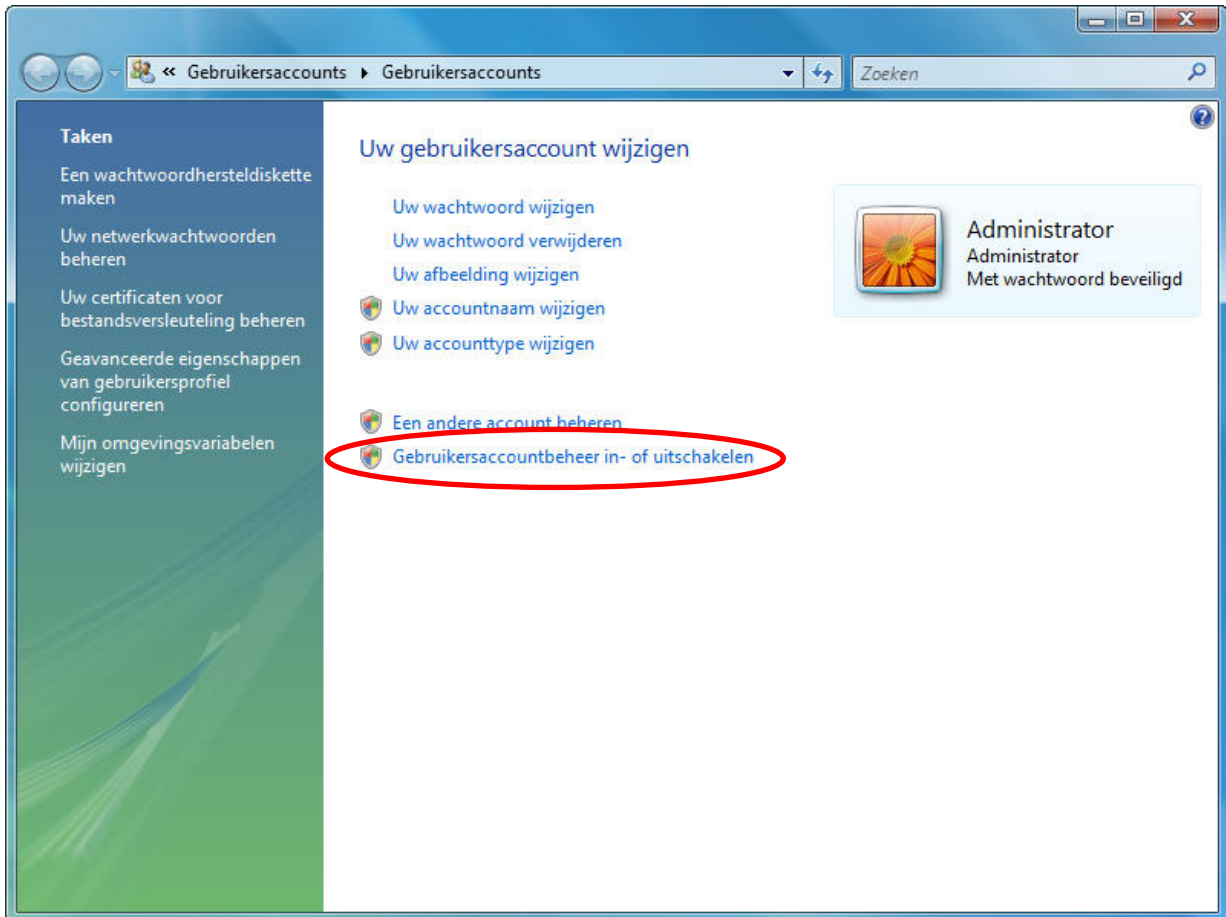 « Gebruikersaccounts ▸ Gebruikersaccounts
Zoeken
Taken
Een wachtwoordhersteldiskette
maken
Uw netwerkwachtwoorden
beheren
Uw certificaten voor
bestandsversleuteling beheren
Geavanceerde eigenschappen
van gebruikersprofiel
configureren
Mijn omgevingsvariabelen
wijzigen
Uw gebruikersaccount wijzigen
Uw wachtwoord wijzigen
Uw wachtwoord verwijderen
Uw afbeelding wijzigen
Uw accountnaam wijzigen
Uw accounttype wijzigen
Een andere account beheren
Gebruikersaccountbeheer in- of uitschakelen
Administrator
Administrator
Met wachtwoord beveiligd